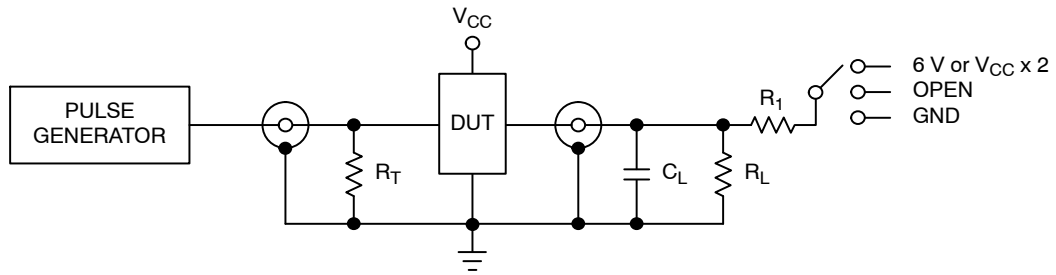 V_CC
PULSE
GENERATOR
DUT
R_T
C_L
R_L
R_1
6 V or V_CC x 2
OPEN
GND